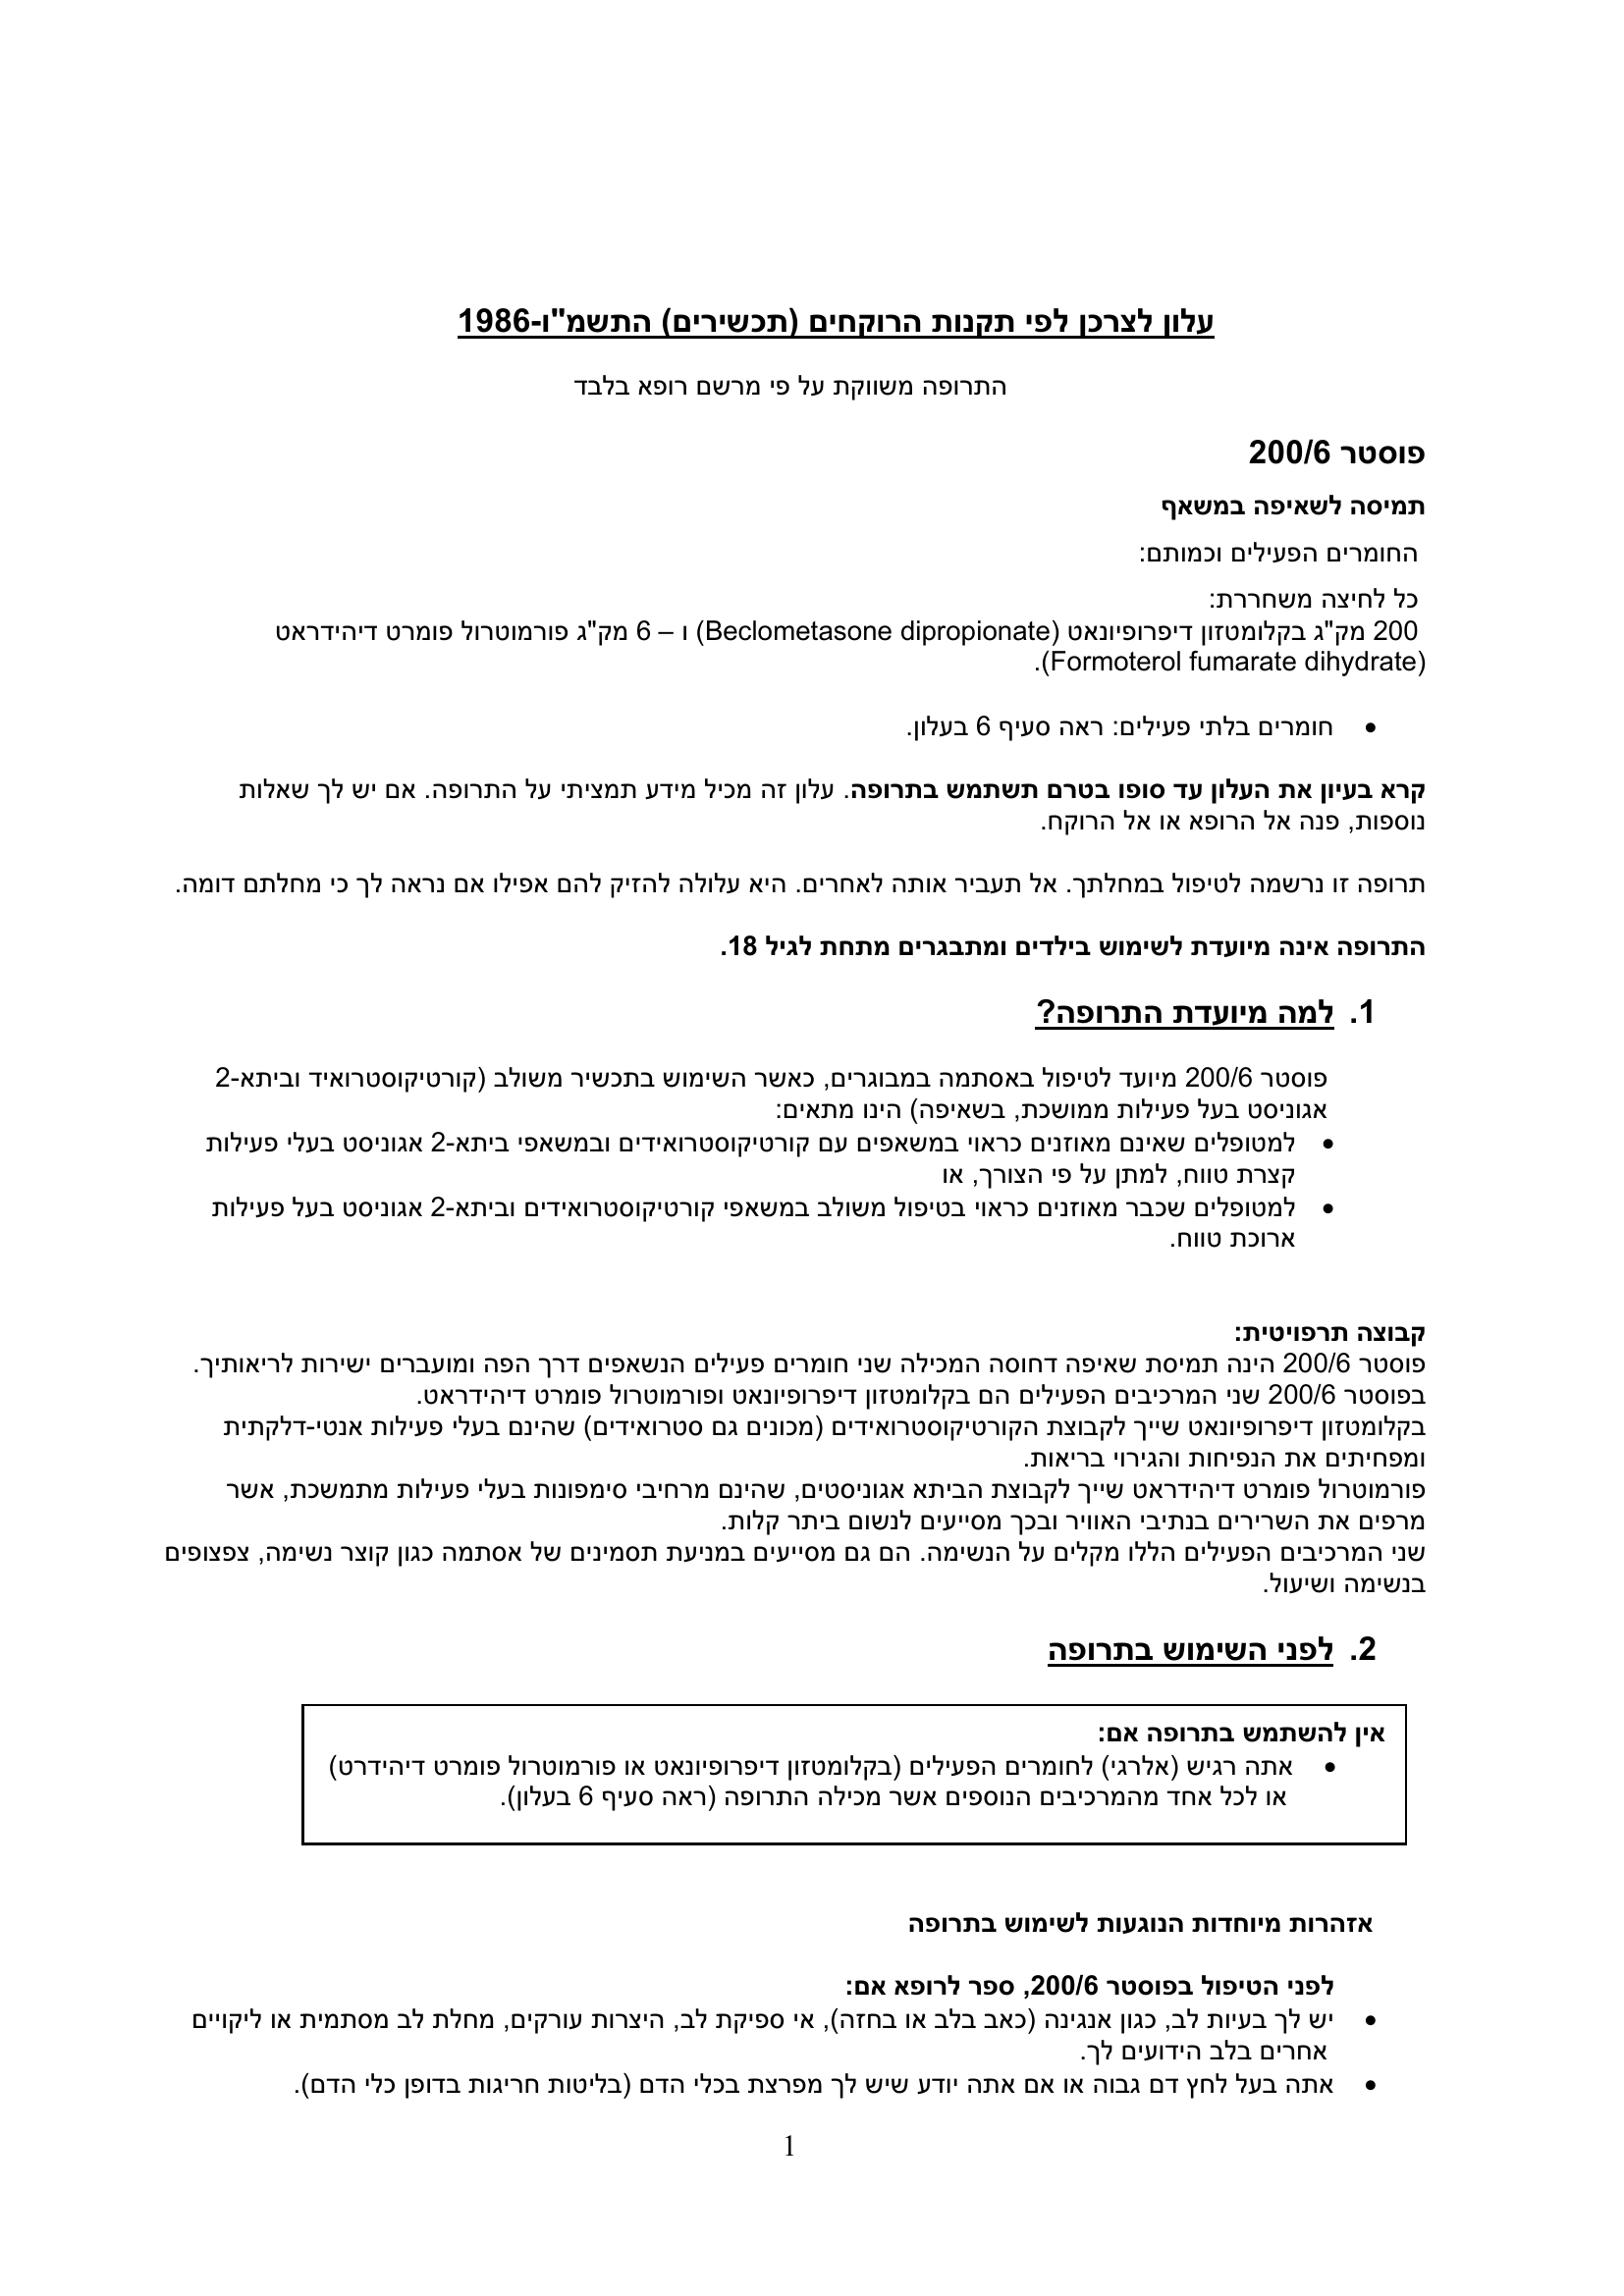 עלון לצרכן לפי תקנות הרוקחים (תכשירים) התשמ"ו-1986
התרופה משווקת על פי מרשם רופא בלבד
פוסטר 200/6
תמיסה לשאיפה במשאף
החומרים הפעילים וכמותם:
כל לחיצה משחררת:
200 מק"ג בקלומטזון דיפרופיונאט (Beclometasone dipropionate) ו – 6 מק"ג פורמוטרול פומרט דיהידראט
(Formoterol fumarate dihydrate).
• חומרים בלתי פעילים: ראה סעיף 6 בעלון.
קרא בעיון את העלון עד סופו בטרם תשתמש בתרופה. עלון זה מכיל מידע תמציתי על התרופה. אם יש לך שאלות
נוספות, פנה אל הרופא או אל הרוקח.
תרופה זו נרשמה לטיפול במחלתך. אל תעביר אותה לאחרים. היא עלולה להזיק להם אפילו אם נראה לך כי מחלתם דומה.
התרופה אינה מיועדת לשימוש בילדים ומתבגרים מתחת לגיל 18.
1. למה מיועדת התרופה?
פוסטר 200/6 מיועד לטיפול באסתמה במבוגרים, כאשר השימוש בתכשיר משולב (קורטיקוסטרואיד וביתא-2
אגוניסט בעל פעילות ממושכת, בשאיפה) הינו מתאים:
• למטופלים שאינם מאוזנים כראוי במשאפים עם קורטיקוסטרואידים ובמשאפי ביתא-2 אגוניסט בעלי פעילות
קצרת טווח, למתן על פי הצורך, או
• למטופלים שכבר מאוזנים כראוי בטיפול משולב במשאפי קורטיקוסטרואידים וביתא-2 אגוניסט בעל פעילות
ארוכת טווח.
קבוצה תרפויטית:
פוסטר 200/6 הינה תמיסת שאיפה דחוסה המכילה שני חומרים פעילים הנשאפים דרך הפה ומועברים ישירות לריאותיך.
בפוסטר 200/6 שני המרכיבים הפעילים הם בקלומטזון דיפרופיונאט ופורמוטרול פומרט דיהידראט.
בקלומטזון דיפרופיונאט שייך לקבוצת הקורטיקוסטרואידים (מכונים גם סטרואידים) שהינם בעלי פעילות אנטי-דלקתית
ומפחיתים את הנפיחות והגירוי בריאות.
פורמוטרול פומרט דיהידראט שייך לקבוצת הביתא אגוניסטים, שהינם מרחיבי סימפונות בעלי פעילות מתמשכת, אשר
מרפים את השרירים בנתיבי האוויר ובכך מסייעים לנשום ביתר קלות.
שני המרכיבים הפעילים הללו מקלים על הנשימה. הם גם מסייעים במניעת תסמינים של אסתמה כגון קוצר נשימה, צפצופים
בנשימה ושיעול.
2. לפני השימוש בתרופה
אין להשתמש בתרופה אם:
• אתה רגיש (אלרגי) לחומרים הפעילים (בקלומטזון דיפרופיונאט או פורמוטרול פומרט דיהידרט)
או לכל אחד מהמרכיבים הנוספים אשר מכילה התרופה (ראה סעיף 6 בעלון).
אזהרות מיוחדות הנוגעות לשימוש בתרופה
לפני הטיפול בפוסטר 200/6, ספר לרופא אם:
• יש לך בעיות לב, כגון אנגינה (כאב בלב או בחזה), אי ספיקת לב, היצרות עורקים, מחלת לב מסתמית או ליקויים
אחרים בלב הידועים לך.
• אתה בעל לחץ דם גבוה או אם אתה יודע שיש לך מפרצת בכלי הדם (בליטות חריגות בדופן כלי הדם).
1